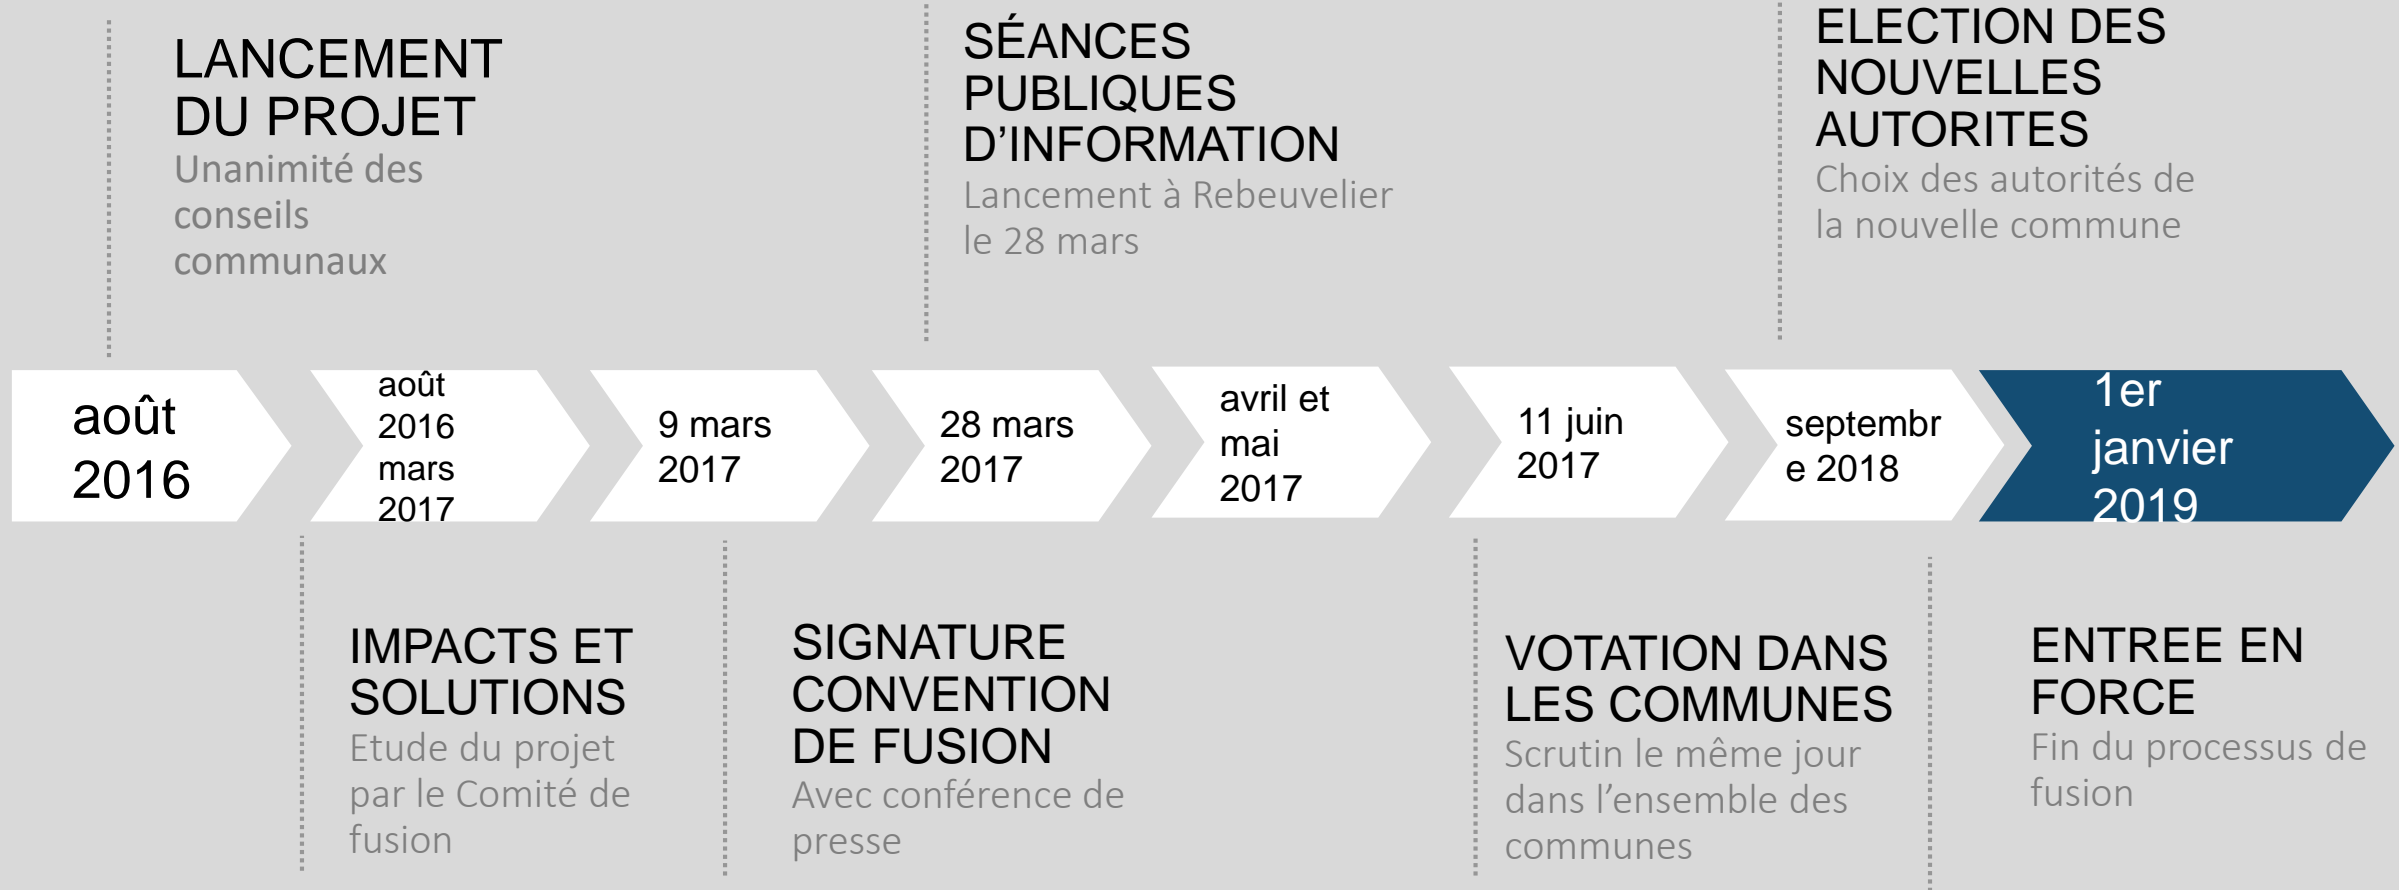 LANCEMENT
DU PROJET
Unanimité des
conseils
communaux
SÉANCES
PUBLIQUES
D’INFORMATION
Lancement à Rebeuvelier
le 28 mars
ELECTION DES
NOUVELLES
AUTORITES
Choix des autorités de
la nouvelle commune
août
2016
août
2016
mars
2017
9 mars
2017
28 mars
2017
avril et
mai
2017
11 juin
2017
septembr
e 2018
1er
janvier
2019
IMPACTS ET
SOLUTIONS
Etude du projet
par le Comité de
fusion
SIGNATURE
CONVENTION
DE FUSION
Avec conférence de
presse
VOTATION DANS
LES COMMUNES
Scrutin le même jour
dans l’ensemble des
communes
ENTREE EN
FORCE
Fin du processus de
fusion